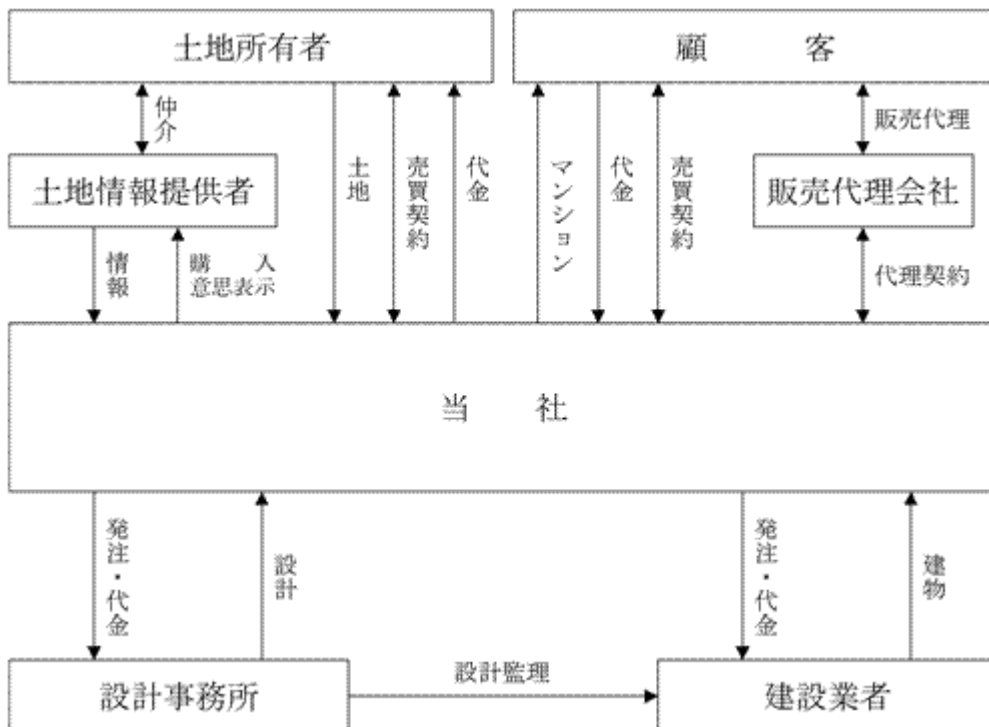 土地所有者
顧客
仲介
土地
売買契約
代金
マンション
代金
売買契約
販売代理
土地情報提供者
販売代理会社
情報
購入
意思表示
代理契約
当社
発注・代金
設計
発注・代金
建物
設計事務所
設計監理
建設業者